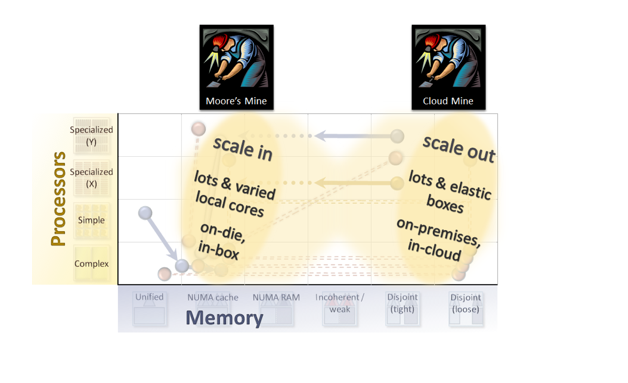 Moore's Mine
Cloud Mine
Processors
Specialized
(Y)
Specialized
(X)
Simple
Complex
scale in
lots & varied
local cores
on-die,
in-box
scale out
lots & elastic
boxes
on-premises,
in-cloud
Unified
NUMA cache
NUMA RAM
Incoherent /
weak
Disjoint
(tight)
Disjoint
(loose)
Memory